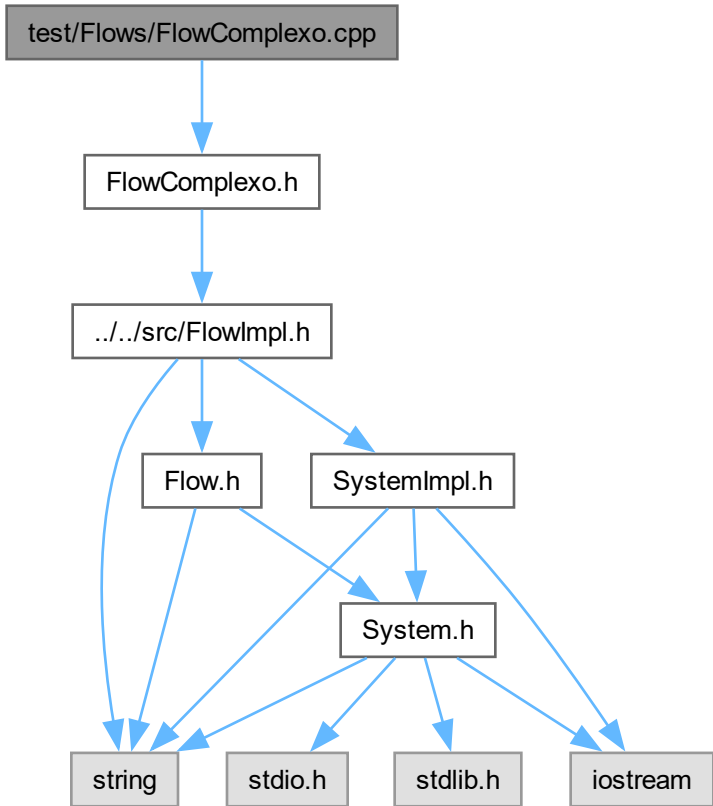 test/Flows/FlowComplexo.cpp
FlowComplexo.h
../../src/FlowImpl.h
Flow.h
SystemImpl.h
System.h
string
stdio.h
stdlib.h
iostream